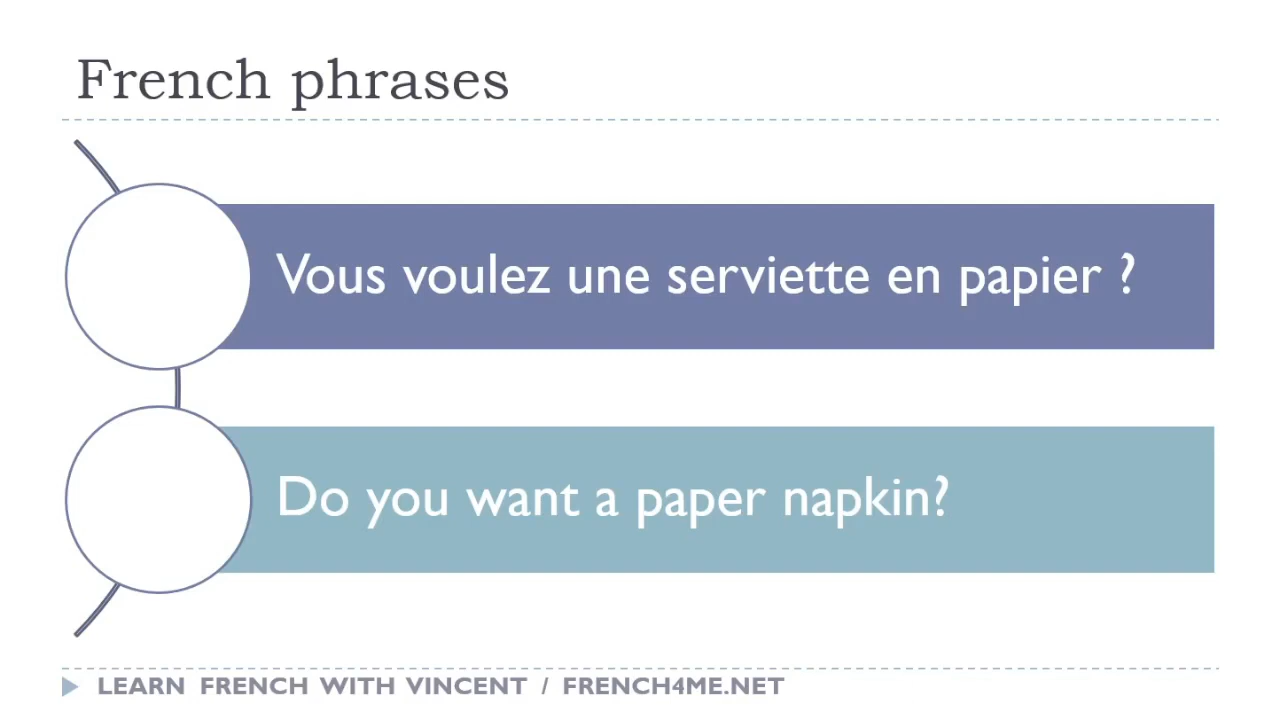 French phrases
Vous voulez une serviette en papier ?
Do you want a paper napkin?
LEARN FRENCH WITH VINCENT / FRENCH4ME.NET